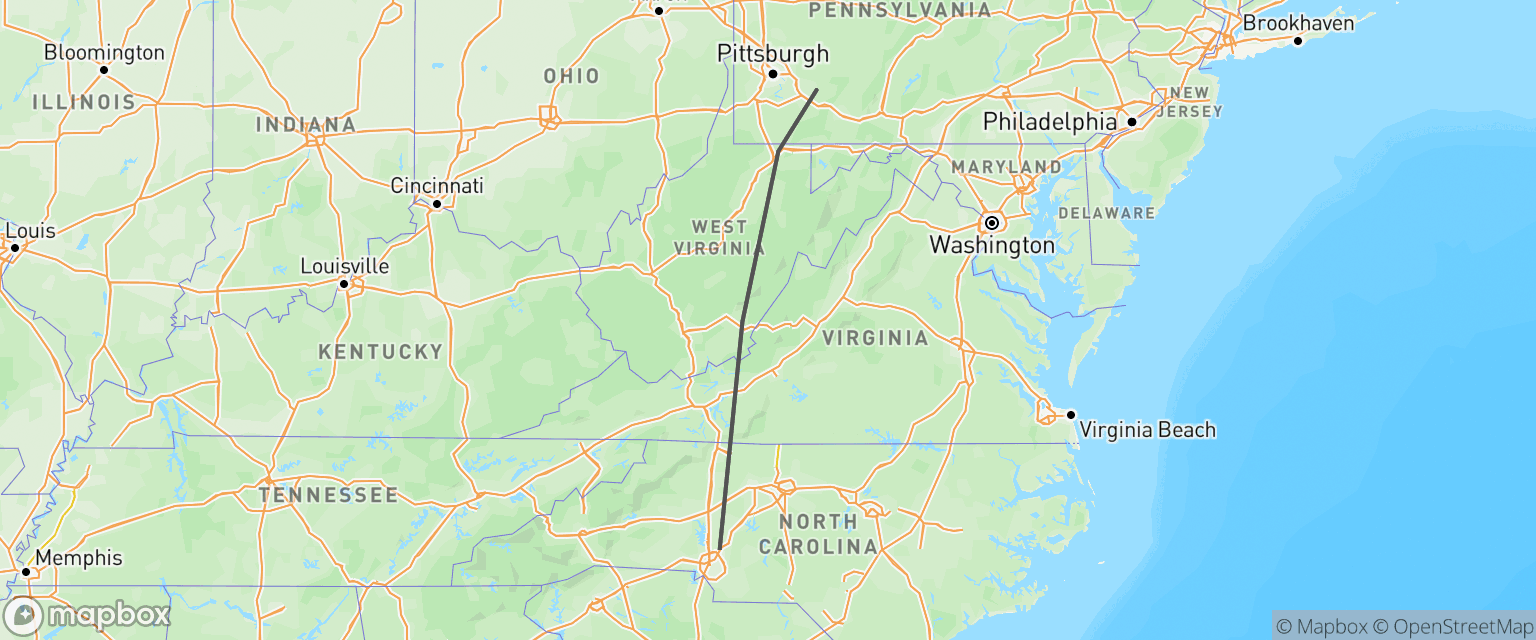 PENNSYLVANIA
Brookhaven
Bloomington
Pittsburgh
OHIO
ILLINOIS
NEW
JERSEY
INDIANA
Philadelphia
MARYLAND
Cincinnati
DELAWARE
Louis
WEST
VIRGINIA
Washington
Louisville
KENTUCKY
VIRGINIA
Virginia Beach
TENNESSEE
NORTH
CAROLINA
Memphis
mapbox
© Mapbox © OpenStreetMap